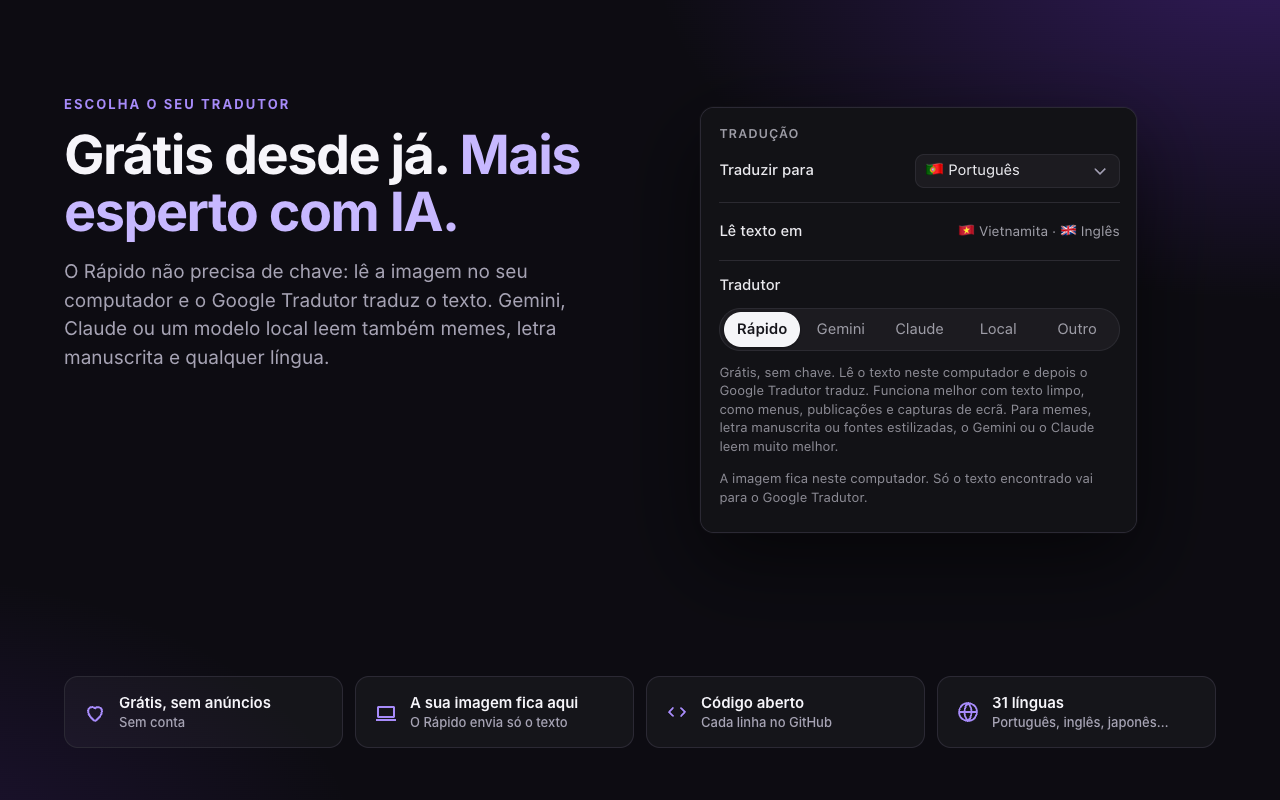 ESCOLHA O SEU TRADUTOR
Grátis desde já. Mais
esperto com IA.
O Rápido não precisa de chave: lê a imagem no seu
computador e o Google Tradutor traduz o texto. Gemini,
Claude ou um modelo local leem também memes, letra
manuscrita e qualquer língua.
TRADUÇÃO
Traduzir para
Português
Lê texto em
Vietnamita · Inglês
Tradutor
Rápido Gemini Claude Local Outro
Grátis, sem chave. Lê o texto neste computador e depois o
Google Tradutor traduz. Funciona melhor com texto limpo,
como menus, publicações e capturas de ecrã. Para memes,
letra manuscrita ou fontes estilizadas, o Gemini ou o Claude
leem muito melhor.
A imagem fica neste computador. Só o texto encontrado vai
para o Google Tradutor.
Grátis, sem anúncios
Sem conta
A sua imagem fica aqui
O Rápido envia só o texto
Código aberto
Cada linha no GitHub
31 línguas
Português, inglês, japonês...